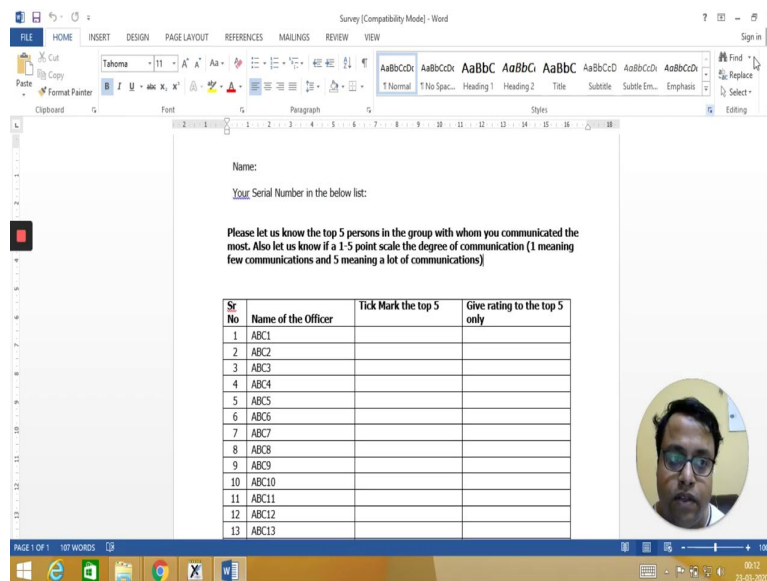 Survey [Compatibility Mode] - Word
FILE HOME INSERT DESIGN PAGE LAYOUT REFERENCES MAILINGS REVIEW VIEW Sign in
Cut
Copy
Paste
Format Painter
Tahoma 11
AaBbCcDc AaBbCcDc AaBbC AaBbCc AaBbC AaBbCcD AaBbCcDc AaBbCcDc
¶ Normal ¶ No Spac... Heading 1 Heading 2 Title Subtitle Subtle Em... Emphasis
Find
Replace
Select
Clipboard Font Paragraph Styles Editing
Name:
Your Serial Number in the below list:
Please let us know the top 5 persons in the group with whom you communicated the
most. Also let us know if a 1-5 point scale the degree of communication (1 meaning
few communications and 5 meaning a lot of communications)
Sr No Name of the Officer Tick Mark the top 5 Give rating to the top 5 only
1 ABC1
2 ABC2
3 ABC3
4 ABC4
5 ABC5
6 ABC6
7 ABC7
8 ABC8
9 ABC9
10 ABC10
11 ABC11
12 ABC12
13 ABC13
PAGE 1 OF 1 107 WORDS
00:12